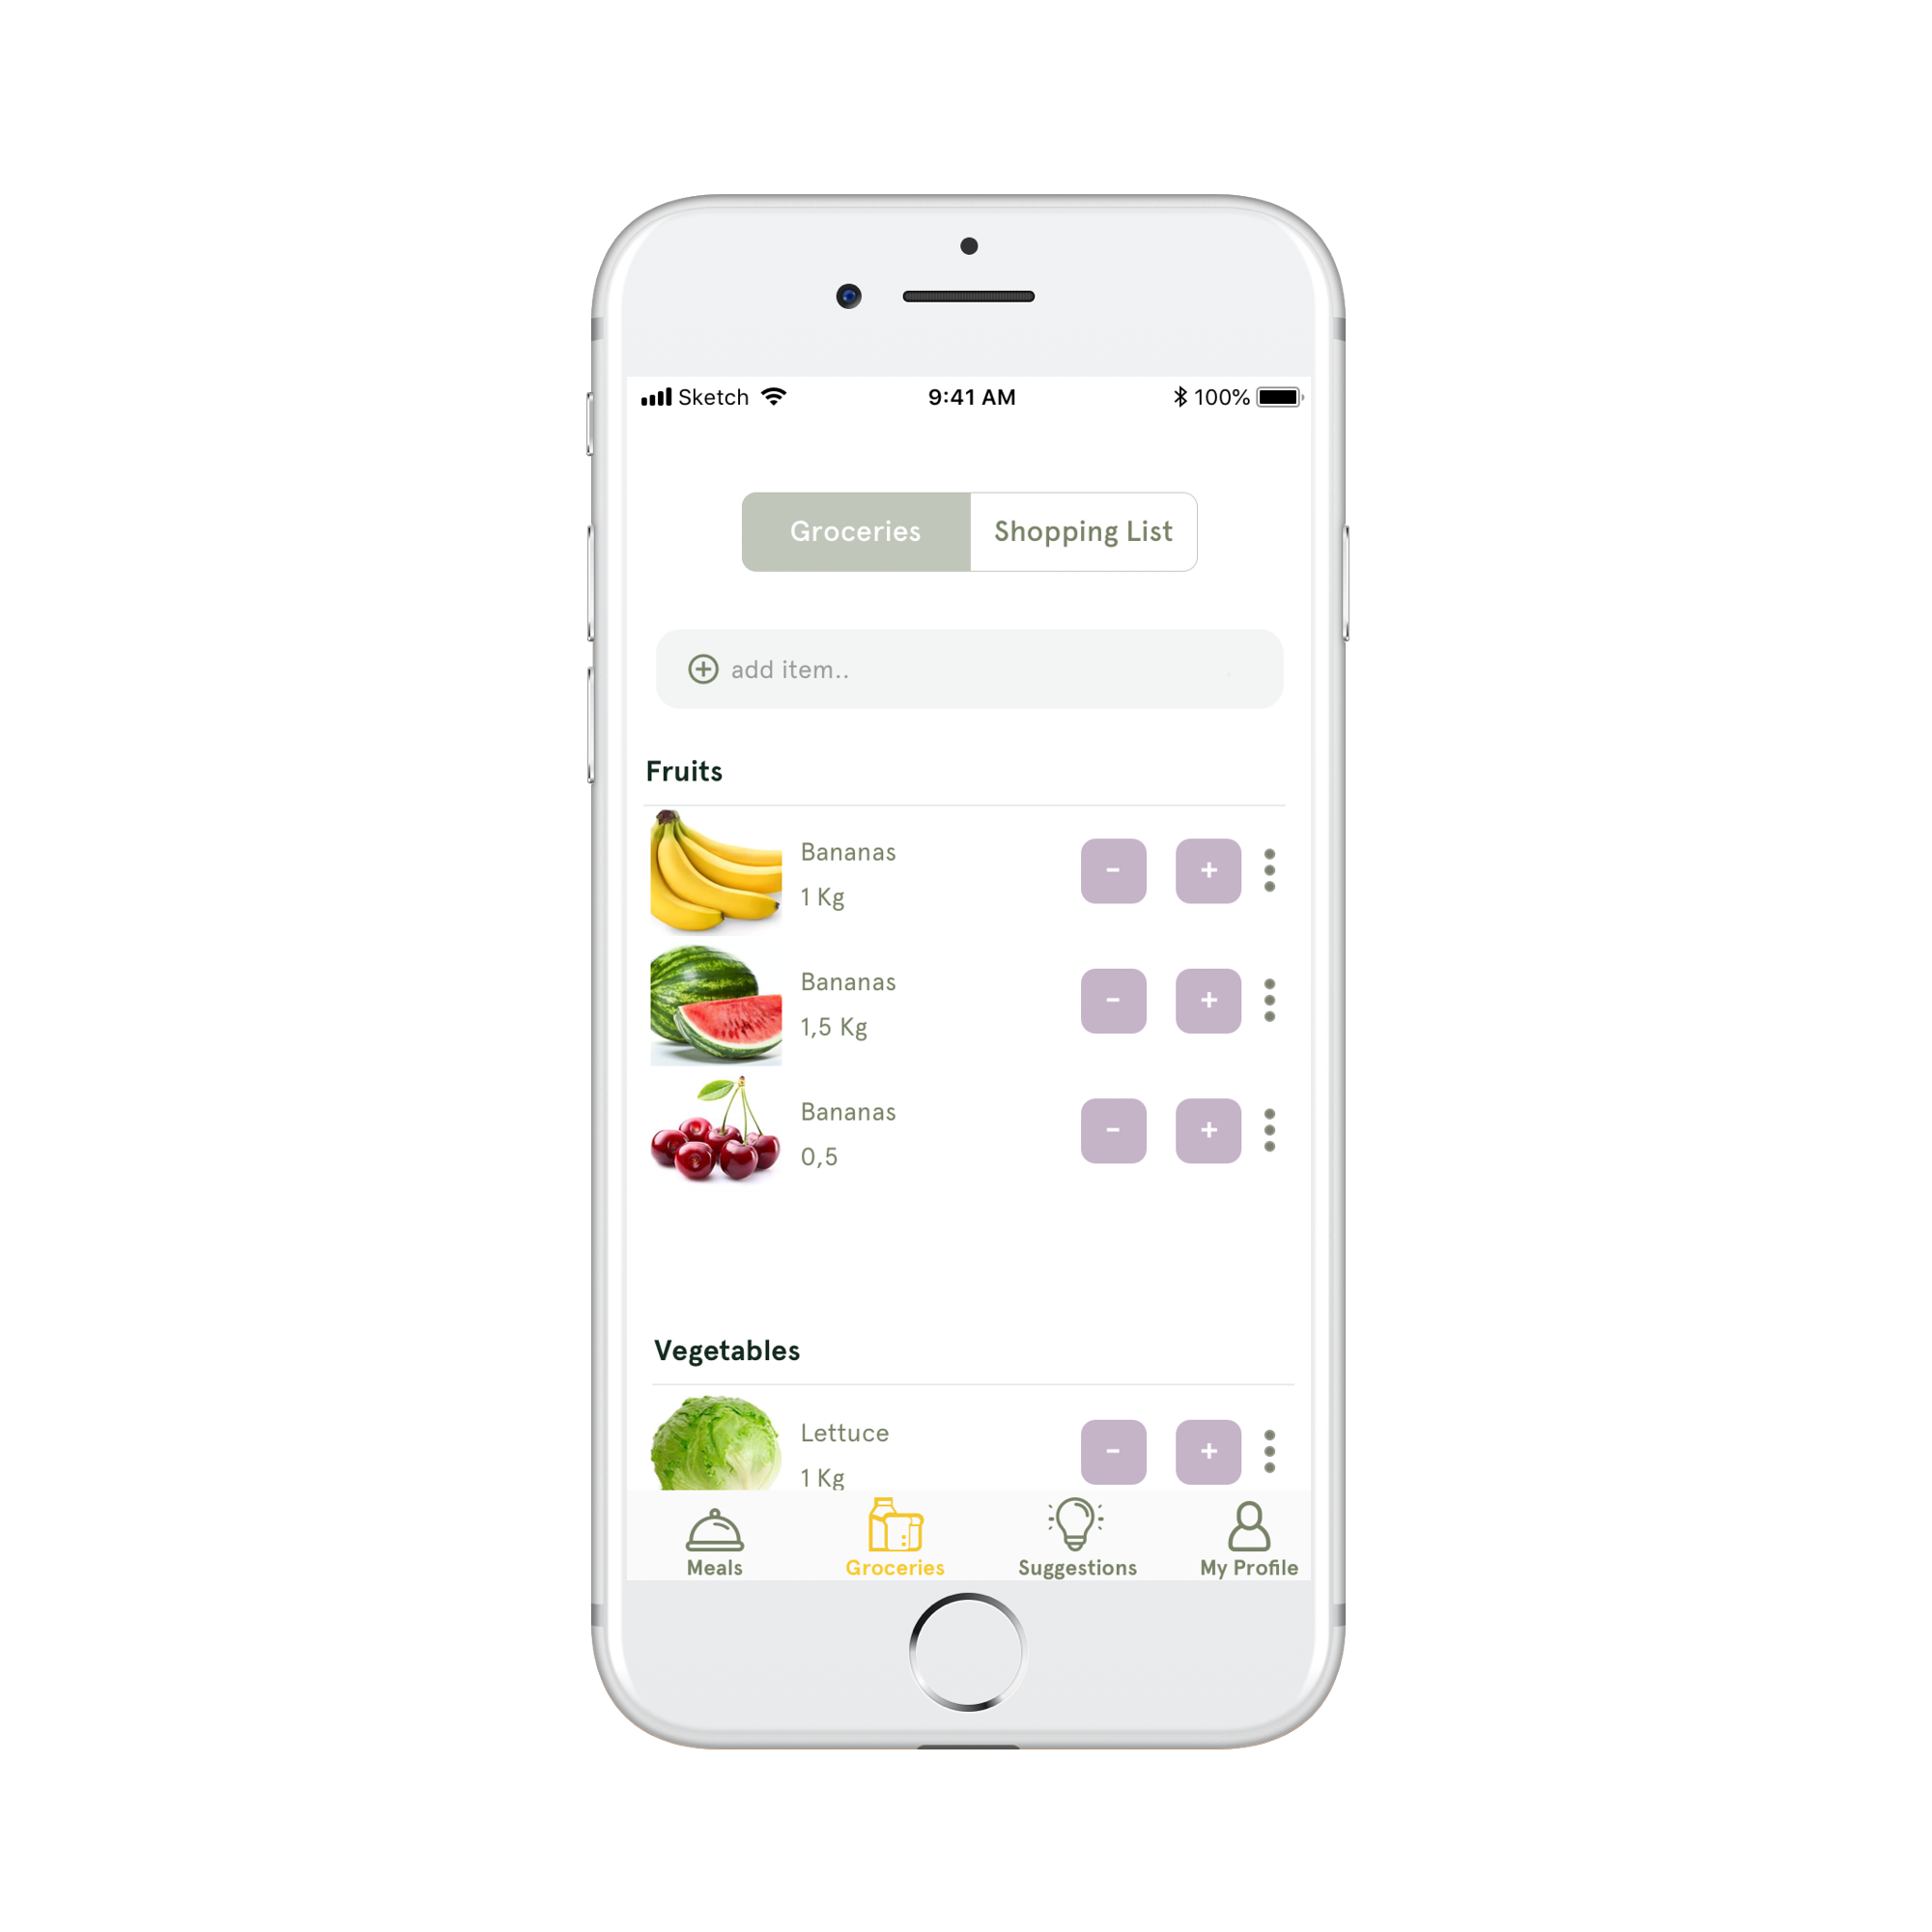 Sketch 9:41 AM 100%
Groceries Shopping List
add item..
Fruits
Bananas
1 Kg
- +
Bananas
1,5 Kg
- +
Bananas
0,5
- +
Vegetables
Lettuce
1 Kg
- +
Meals Groceries Suggestions My Profile